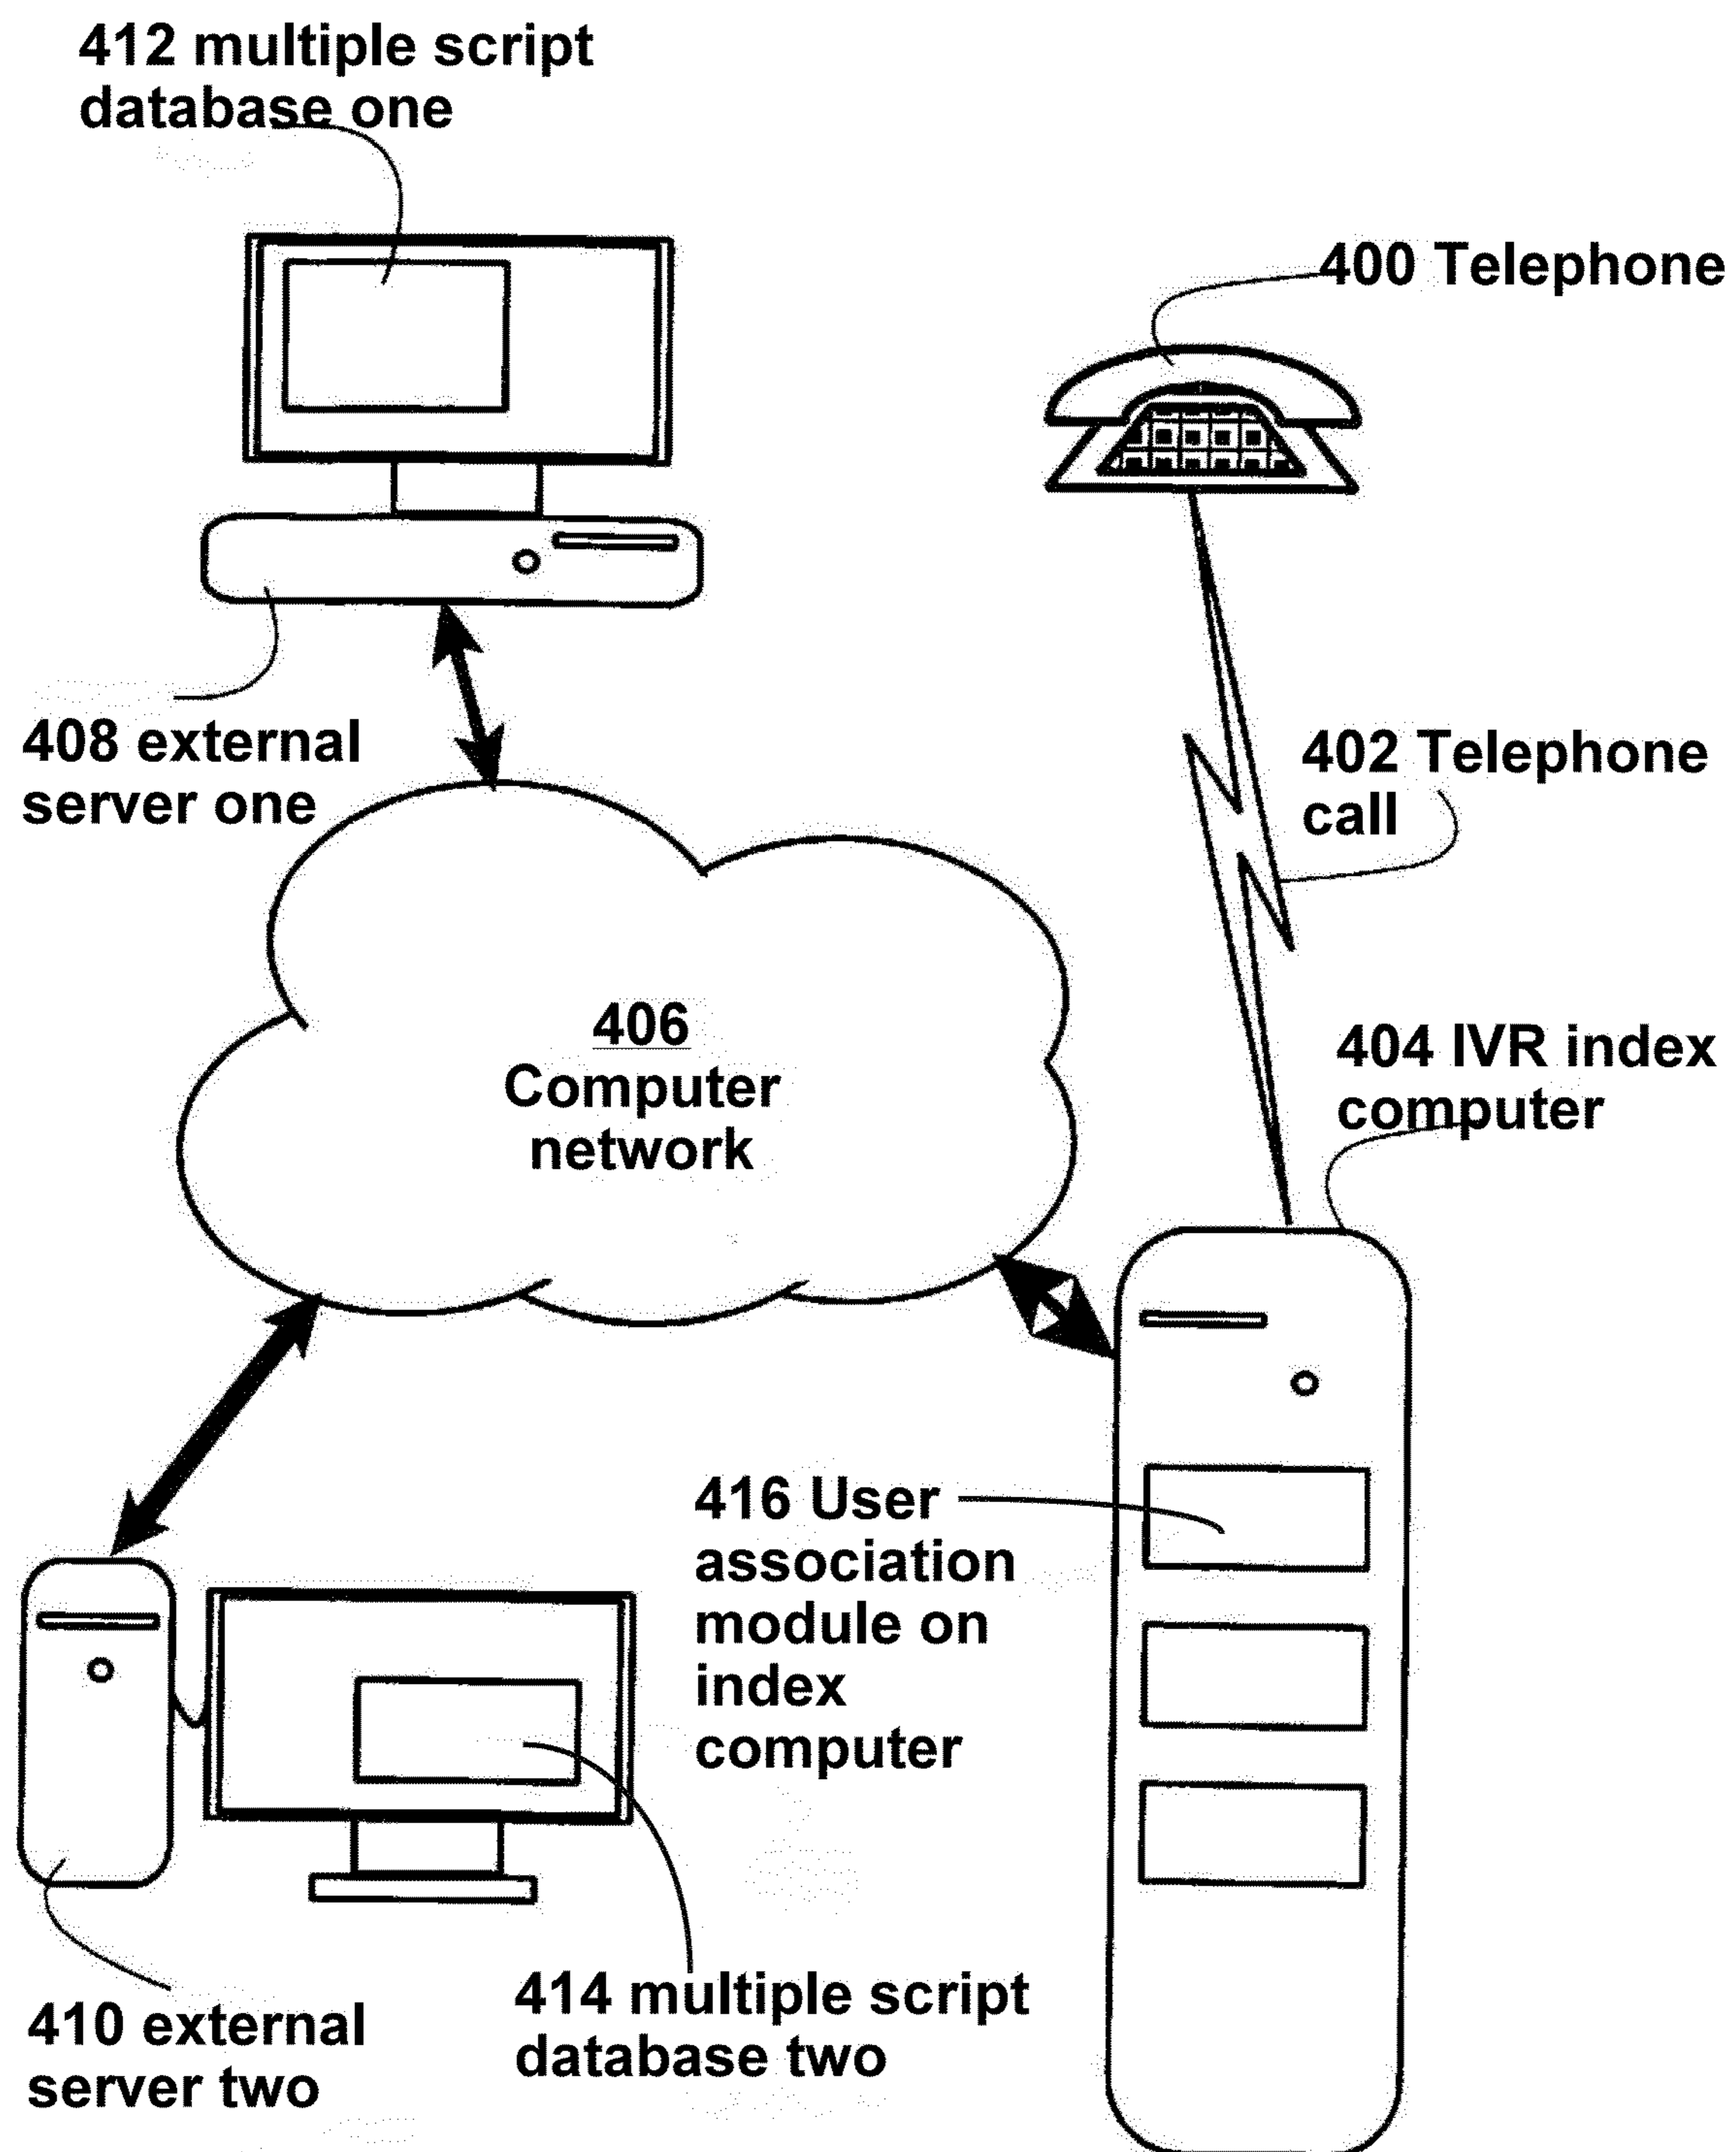 412 multiple script
database one
400 Telephone
408 external
server one
402 Telephone
call
406
Computer
network
404 IVR index
computer
416 User
association
module on
index
computer
414 multiple script
database two
410 external
server two